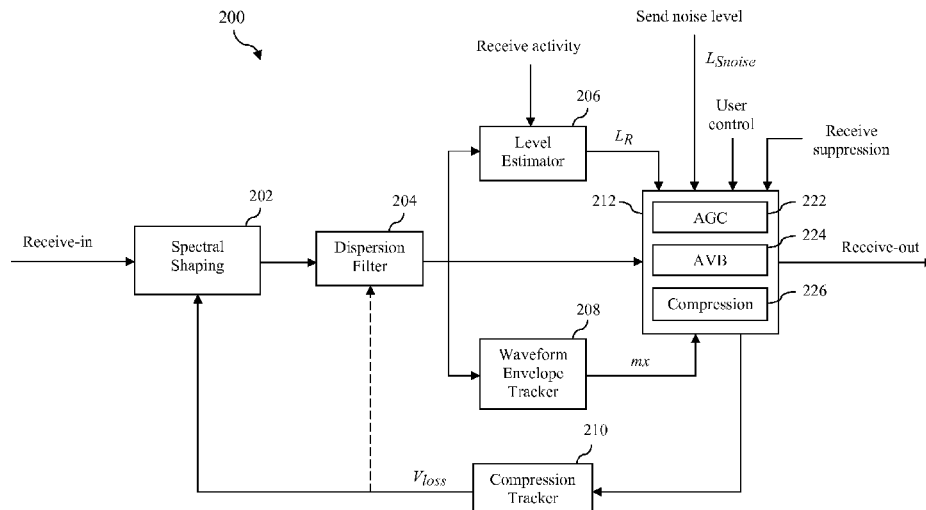 200
Send noise level
Receive activity
L_Snoise
206
User
control
Level
Estimator
L_R
Receive
suppression
202
204
212
AGC
222
Receive-in
Spectral
Shaping
Dispersion
Filter
AVB
224
Receive-out
Compression
226
208
Waveform
Envelope
Tracker
mx
210
V_loss
Compression
Tracker